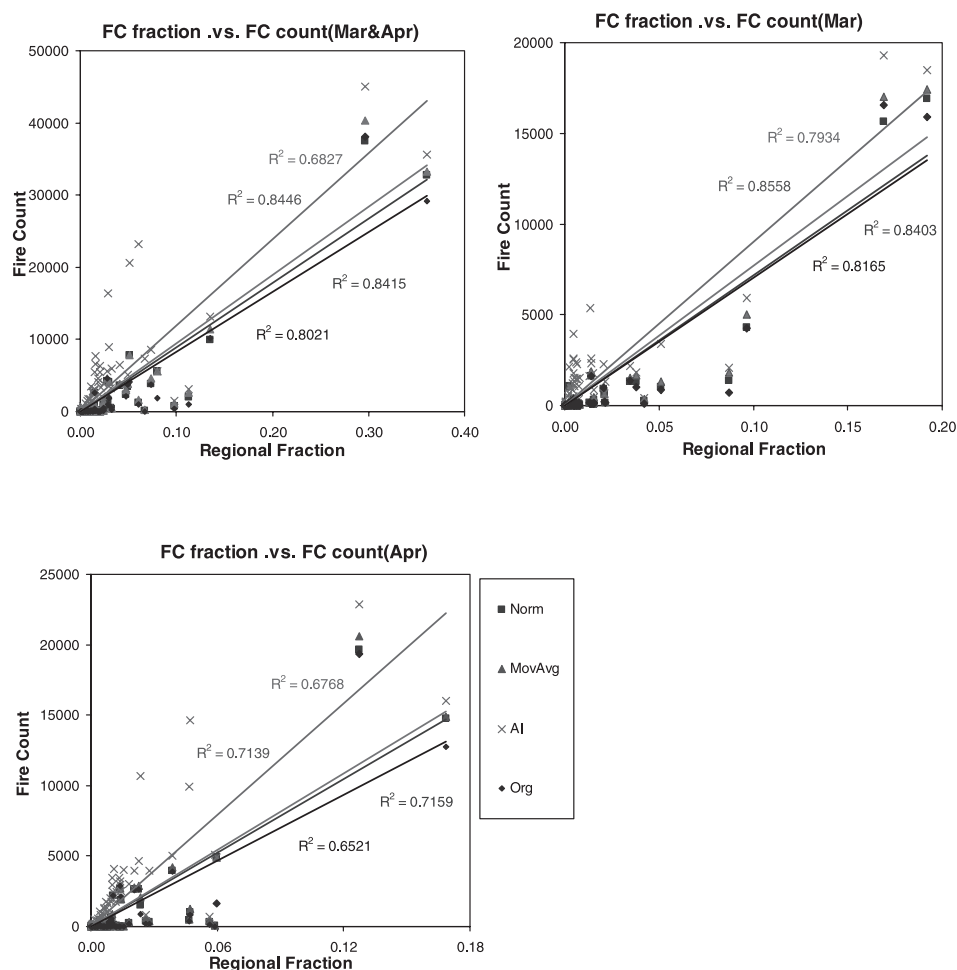 FC fraction .vs. FC count(Mar&Apr)
50000
40000
30000
20000
10000
0
Fire Count
R² = 0.6827
R² = 0.8446
R² = 0.8415
R² = 0.8021
0.00 0.10 0.20 0.30 0.40
Regional Fraction
FC fraction .vs. FC count(Mar)
20000
15000
10000
5000
0
Fire Count
R² = 0.7934
R² = 0.8558
R² = 0.8403
R² = 0.8165
0.00 0.05 0.10 0.15 0.20
Regional Fraction
FC fraction .vs. FC count(Apr)
25000
20000
15000
10000
5000
0
Fire Count
R² = 0.6768
R² = 0.7139
R² = 0.7159
R² = 0.6521
0.00 0.06 0.12 0.18
Regional Fraction
Norm
MovAvg
AI
Org